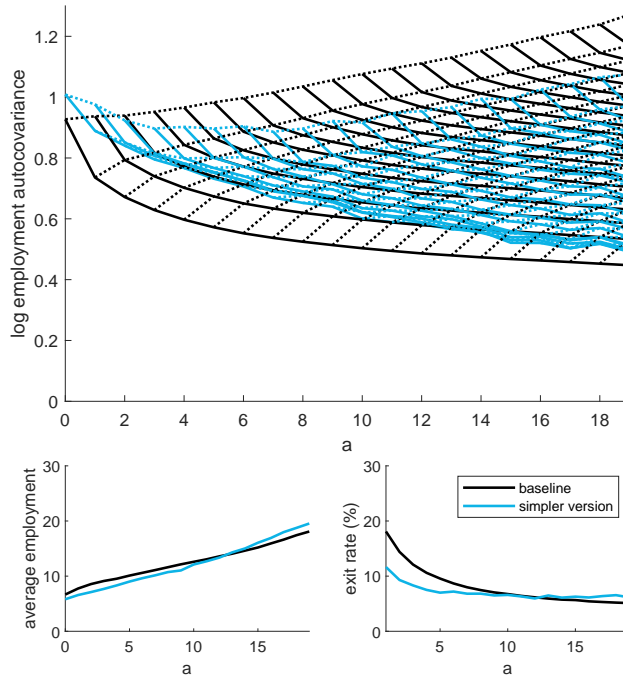 log employment autocovariance
1.2
1
0.8
0.6
0.4
0.2
0
0 2 4 6 8 10 12 14 16 18
a
average employment
30
20
10
0
0 5 10 15
a
exit rate (%)
30
20
10
0
5 10 15
a
baseline
simpler version